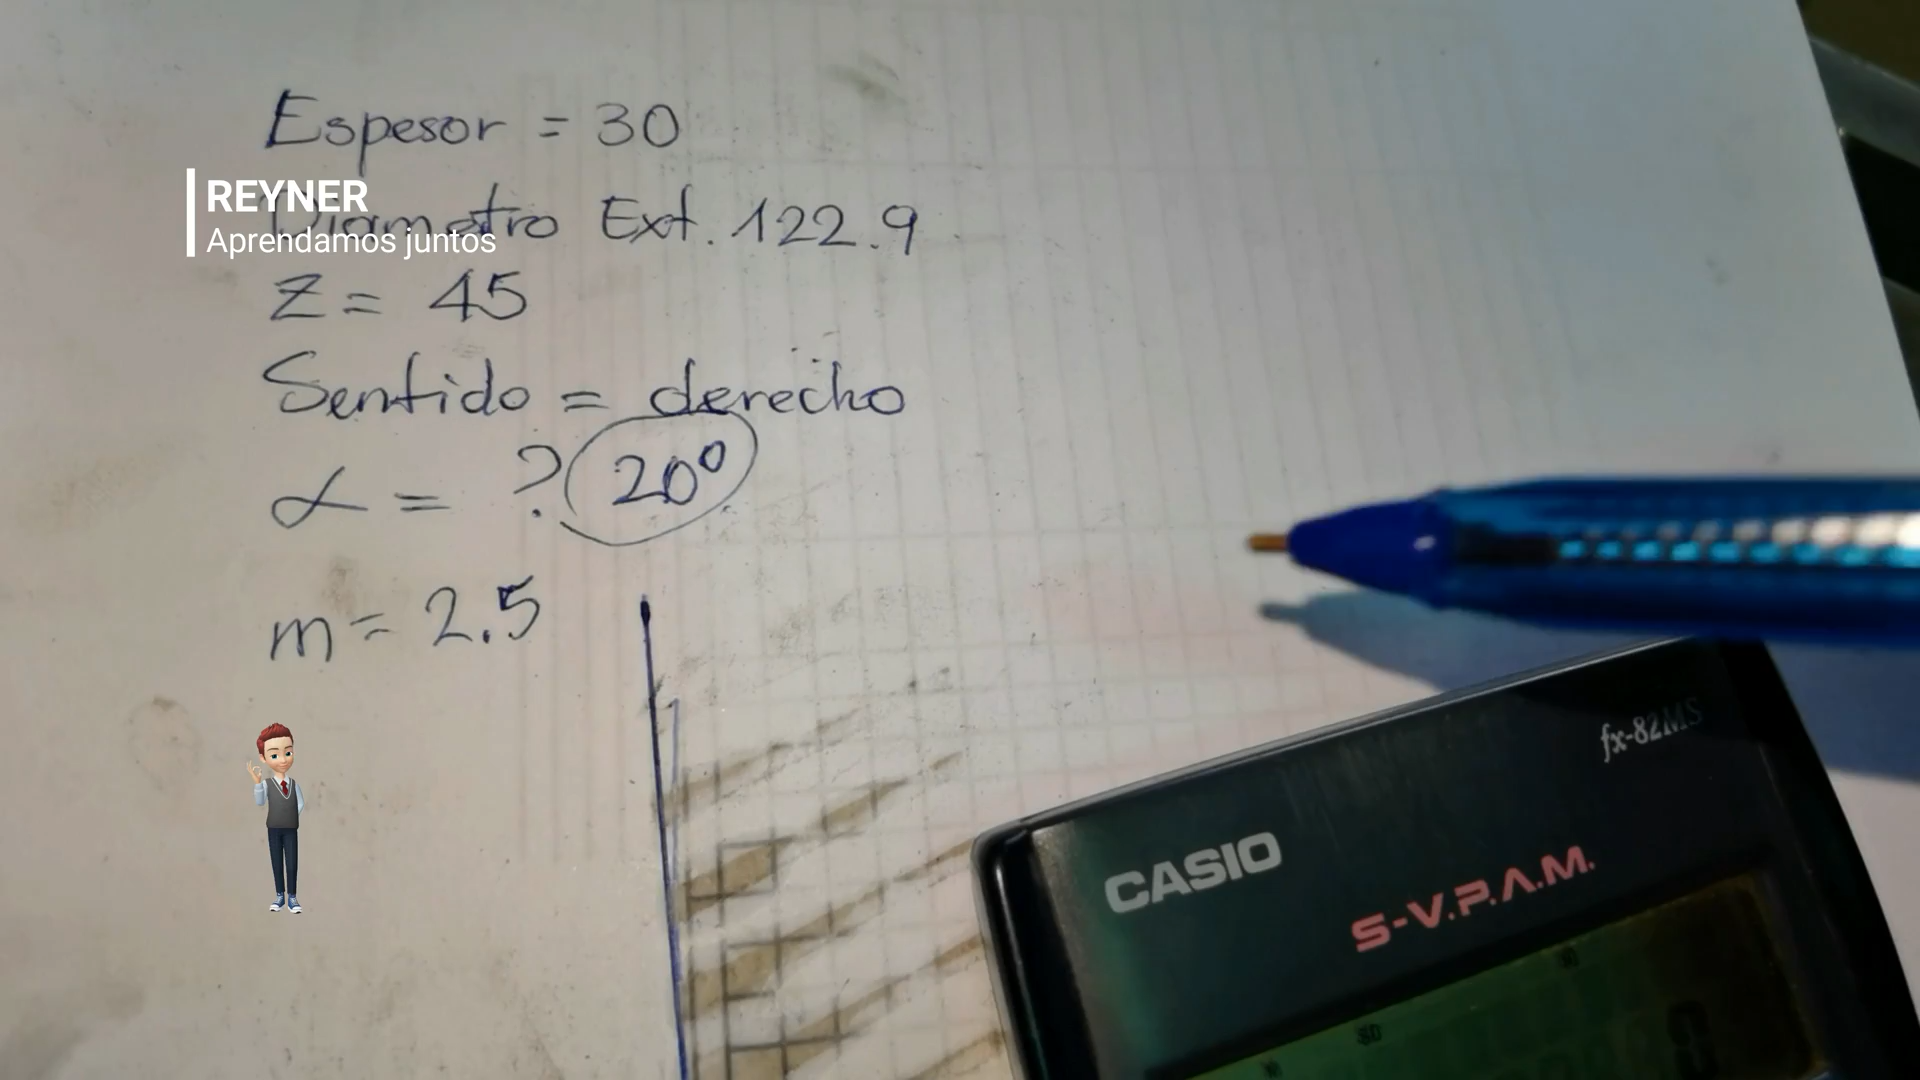 Espesor = 30
REYNER
Diametro Ext. 122.9
Aprendamos juntos
Z = 45
Sentido = derecho
α = ? 20°
m = 2.5
fx-82MS
CASIO
S-V.P.A.M.